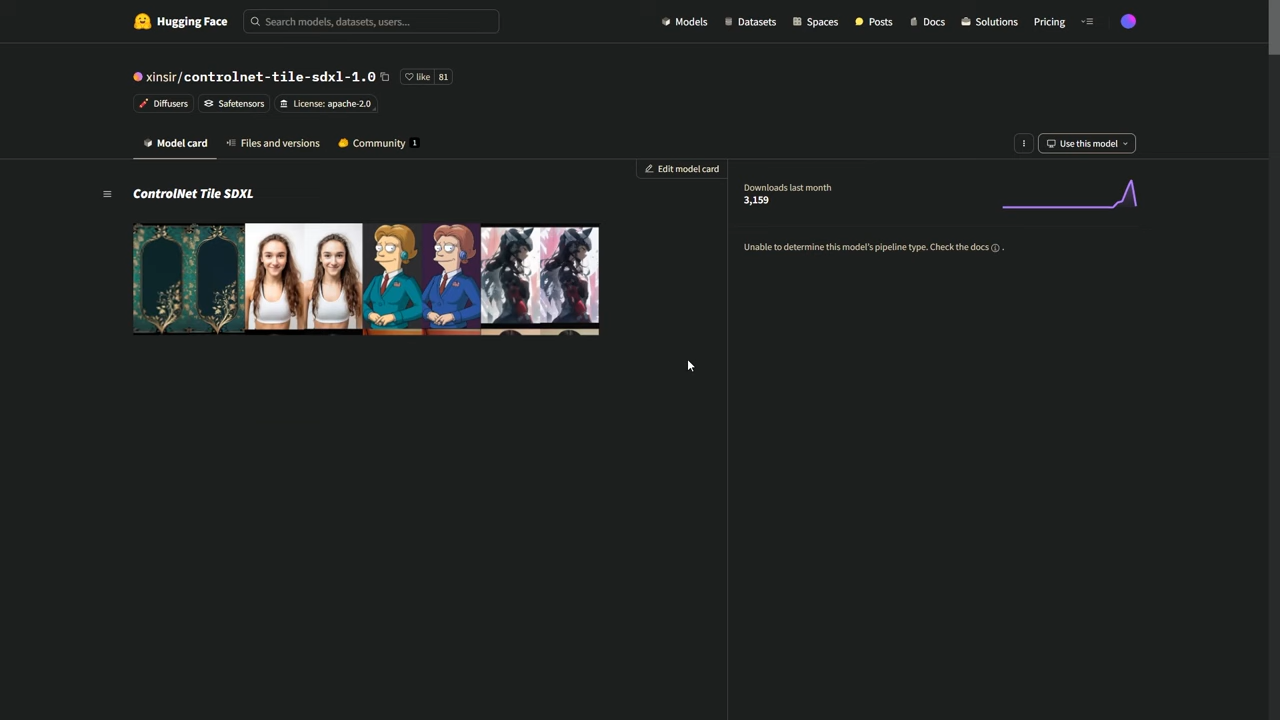 Hugging Face
Search models, datasets, users...
Models
Datasets
Spaces
Posts
Docs
Solutions
Pricing
xinsir/controlnet-tile-sdxl-1.0
like 81
Diffusers
Safetensors
License: apache-2.0
Model card
Files and versions
Community 1
Use this model
Edit model card
ControlNet Tile SDXL
Downloads last month
3,159
Unable to determine this model's pipeline type. Check the docs .